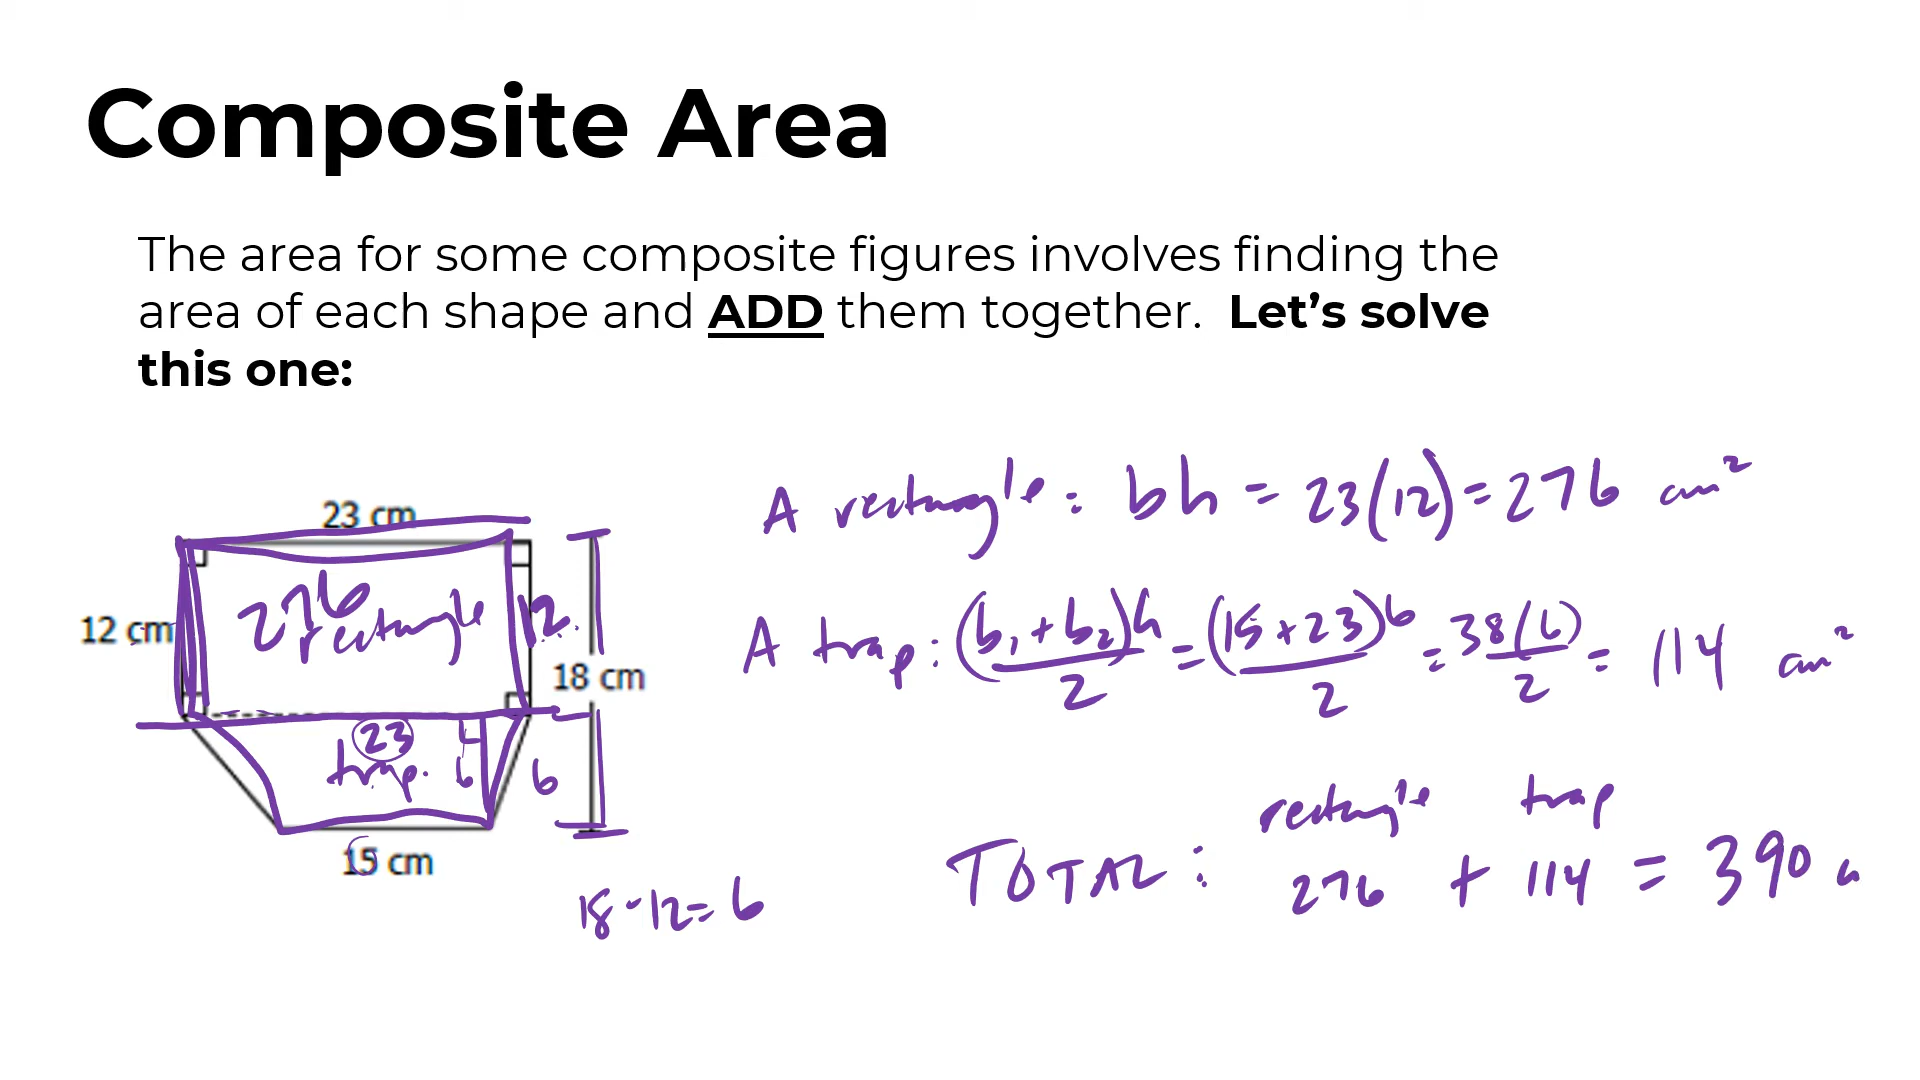 Composite Area
The area for some composite figures involves finding the
area of each shape and ADD them together. Let's solve
this one:
A rectangle: bh = 23(12) = 276 cm²
23 cm
276
rectangle
12 cm
12
18 cm
A trap: (b₁+b₂)h/2 = (15+23)6/2 = 38(6)/2 = 114 cm²
23
trap. 6
6
15 cm
18-12=6
rectangle trap
TOTAL: 276 + 114 = 390